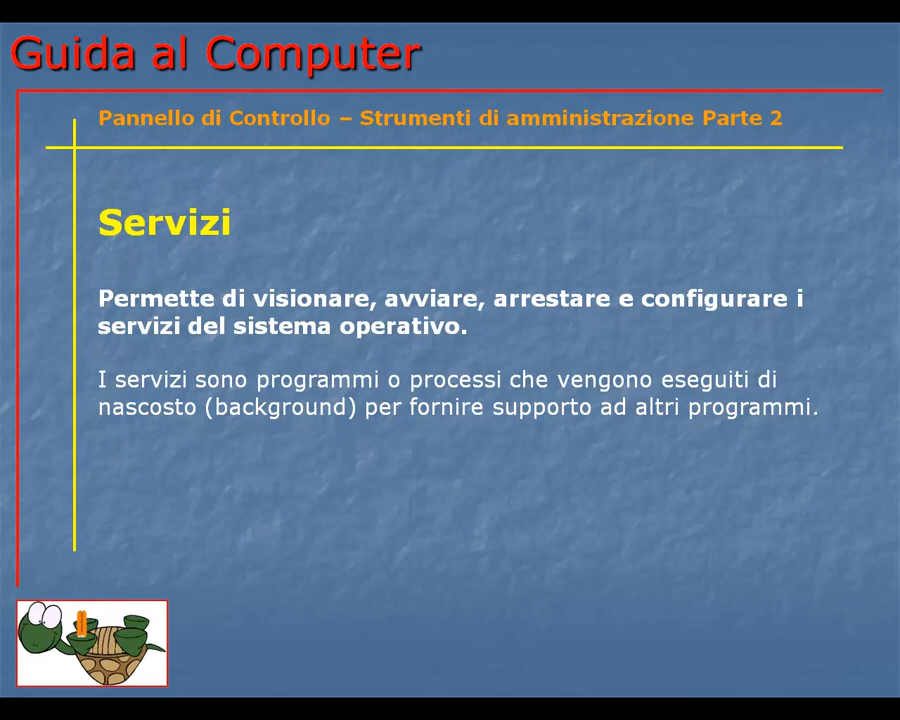 Guida al Computer
Pannello di Controllo – Strumenti di amministrazione Parte 2
Servizi
Permette di visionare, avviare, arrestare e configurare i
servizi del sistema operativo.
I servizi sono programmi o processi che vengono eseguiti di
nascosto (background) per fornire supporto ad altri programmi.